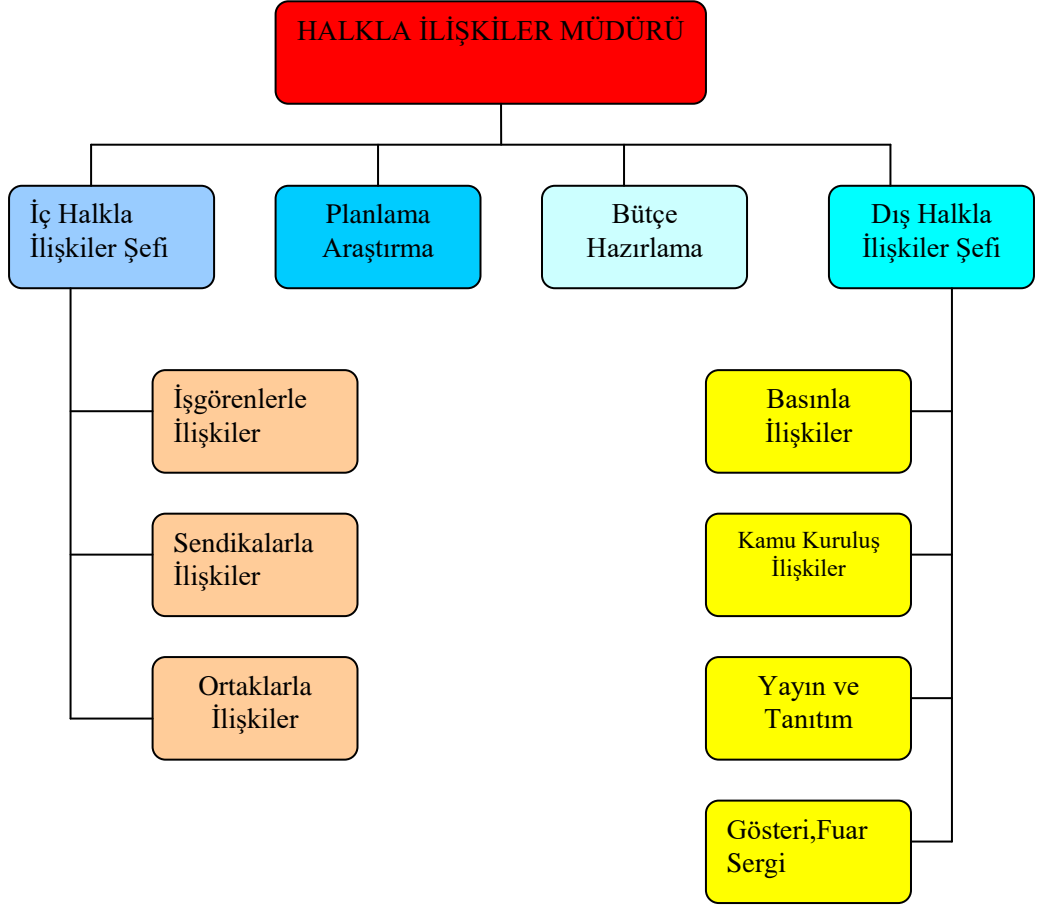 HALKLA İLİŞKİLER MÜDÜRÜ
İç Halkla
İlişkiler Şefi
Planlama
Araştırma
Bütçe
Hazırlama
Dış Halkla
İlişkiler Şefi
İşgörenlerle
İlişkiler
Sendikalarla
İlişkiler
Ortaklarla
İlişkiler
Basınla
İlişkiler
Kamu Kuruluş
İlişkiler
Yayın ve
Tanıtım
Gösteri,Fuar
Sergi